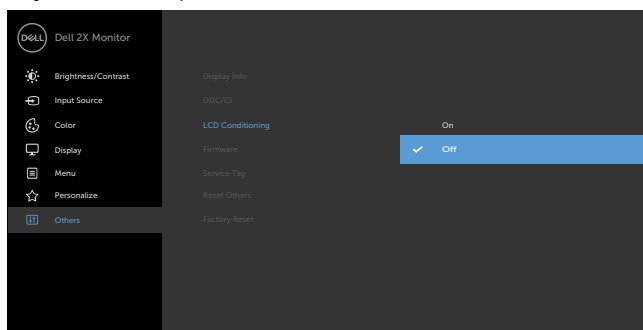 DELL Dell 2X Monitor
Brightness/Contrast
Input Source
Color
Display
Menu
Personalize
Others
Display Info
DDC/CI
LCD Conditioning
Firmware
Service Tag
Reset Others
Factory Reset
On
Off